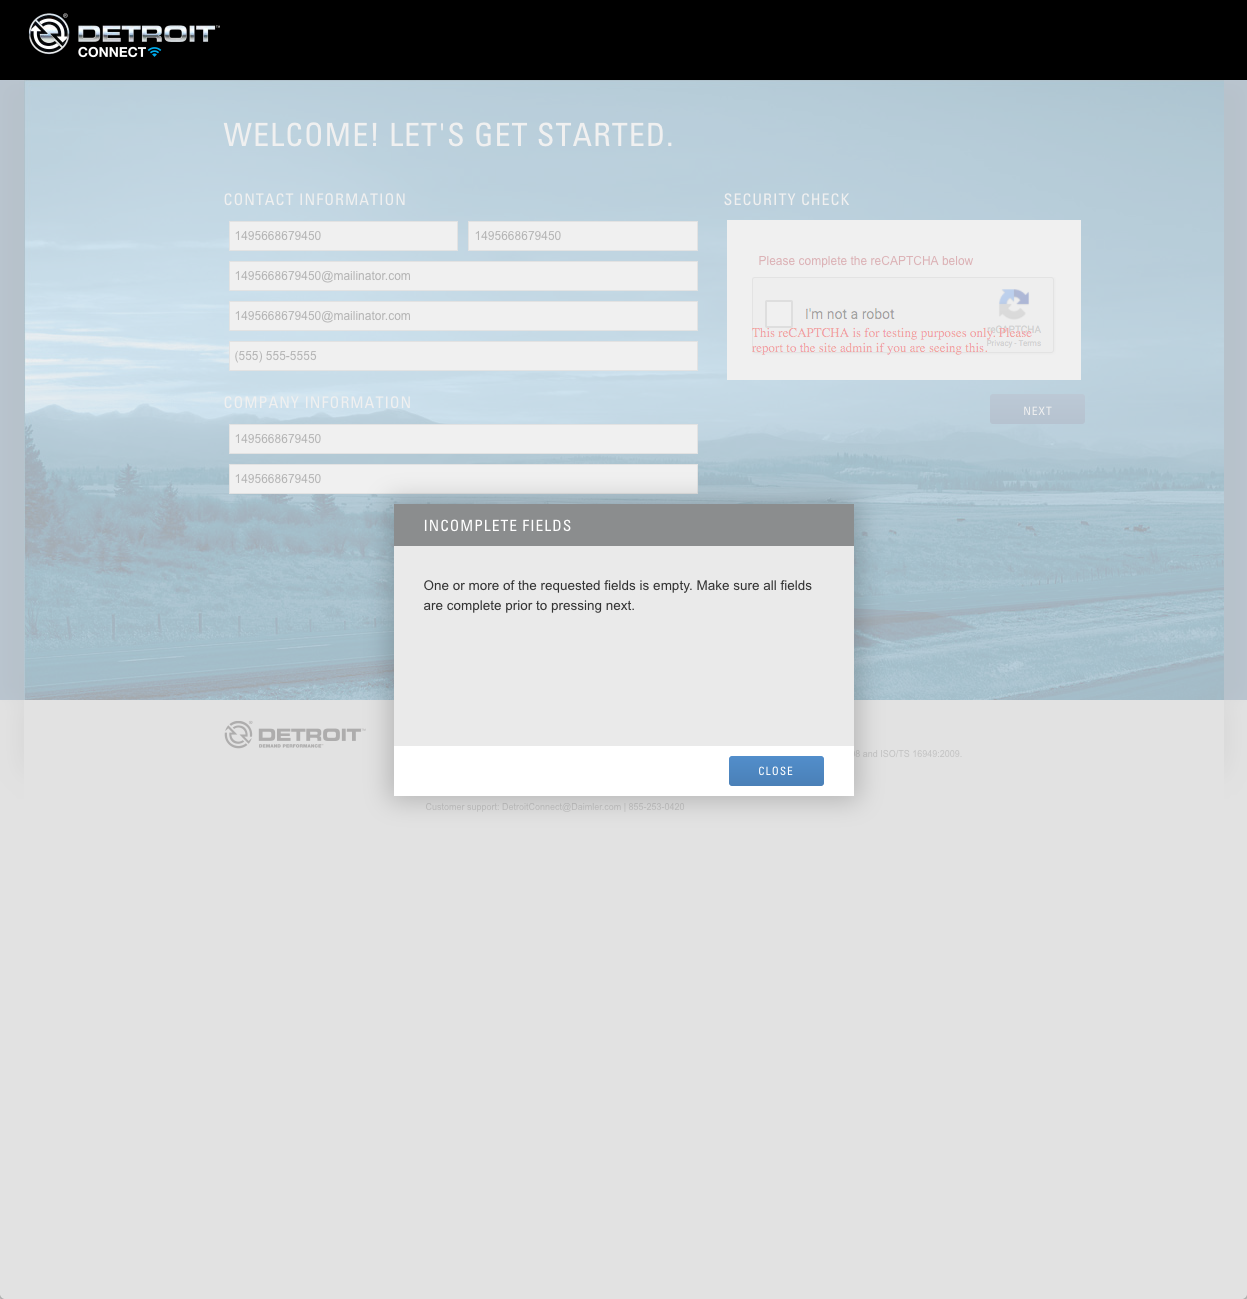 DETROIT
CONNECT
WELCOME! LET'S GET STARTED.
CONTACT INFORMATION
1495668679450
1495668679450
1495668679450@mailinator.com
1495668679450@mailinator.com
(555) 555-5555
COMPANY INFORMATION
1495668679450
1495668679450
SECURITY CHECK
Please complete the reCAPTCHA below
I'm not a robot
reCAPTCHA
Privacy - Terms
This reCAPTCHA is for testing purposes only. Please
report to the site admin if you are seeing this.
NEXT
INCOMPLETE FIELDS
One or more of the requested fields is empty. Make sure all fields
are complete prior to pressing next.
CLOSE
DETROIT
DEMAND PERFORMANCE
® and ISO/TS 16949:2009.
Customer support: DetroitConnect@Daimler.com | 855-253-0420